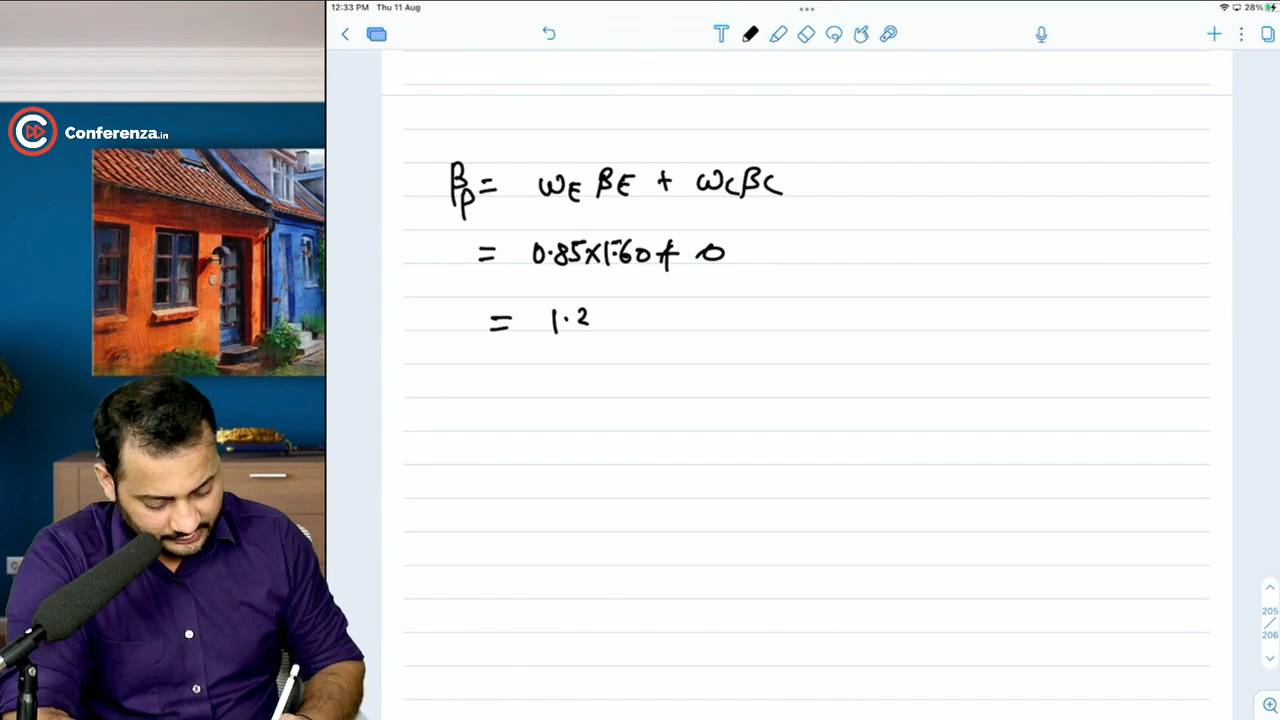 12:33 PM Thu 11 Aug
28%
T
C Conferenza.in
βp = ωE βE + ωC βC
= 0.85×1.60 + 0
= 1.2
205
206